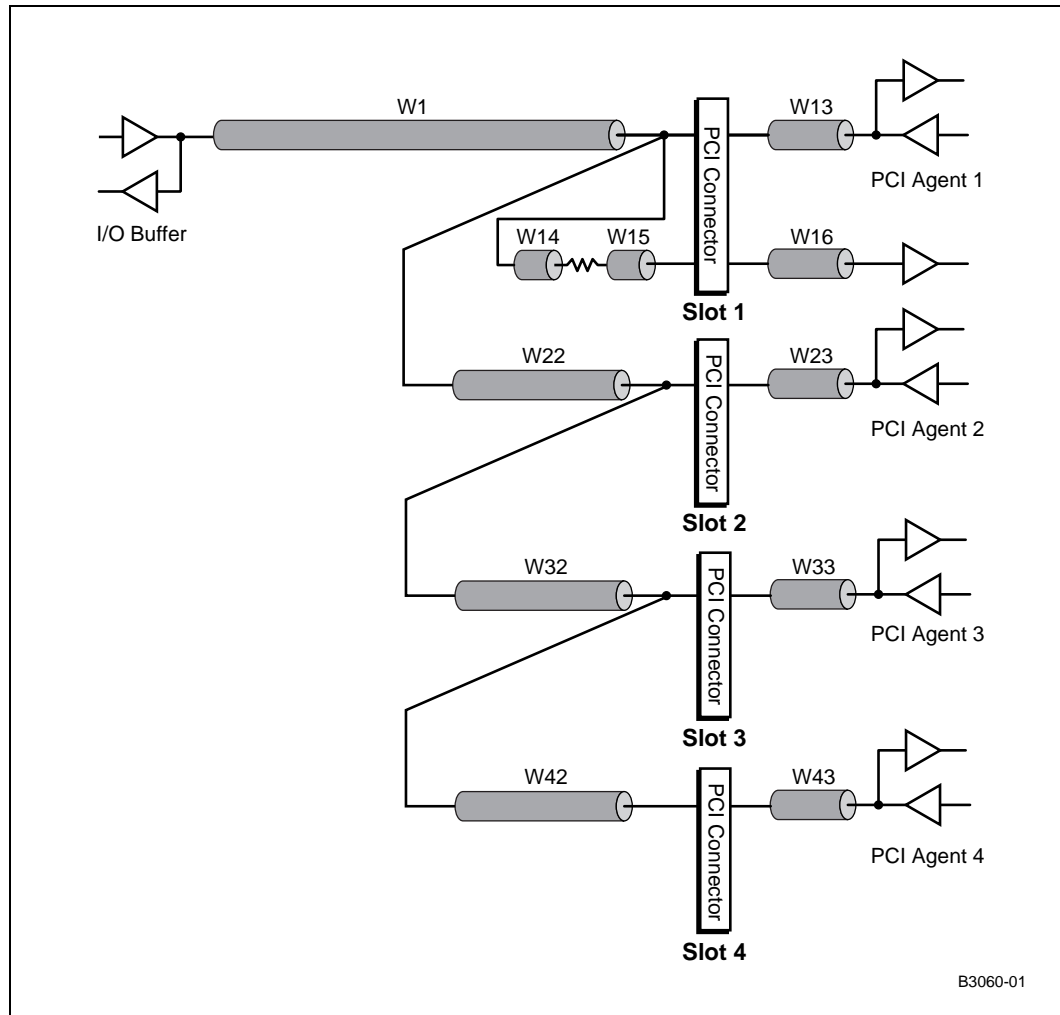 W1
W13
PCI Connector
I/O Buffer
PCI Agent 1
W14
W15
W16
Slot 1
W22
PCI Connector
W23
PCI Agent 2
Slot 2
W32
PCI Connector
W33
PCI Agent 3
Slot 3
W42
PCI Connector
W43
PCI Agent 4
Slot 4
B3060-01